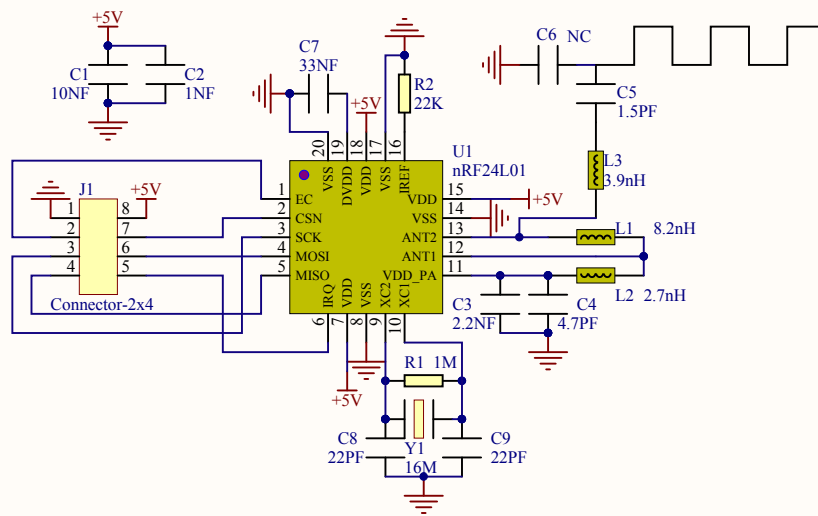 +5V
C1
10NF
C2
1NF
C7
33NF
+5V
R2
22K
C6 NC
C5
1.5PF
L3
3.9nH
U1
nRF24L01
20 19 18 17 16
VSS DVDD VDD VSS IREF
1 EC
2 CSN
3 SCK
4 MOSI
5 MISO
VDD 15
VSS 14
ANT2 13
ANT1 12
VDD_PA 11
+5V
IRQ VDD VSS XC2 XC1
6 7 8 9 10
J1
+5V
1 8
2 7
3 6
4 5
Connector-2x4
L1 8.2nH
L2 2.7nH
C3
2.2NF
C4
4.7PF
+5V
R1 1M
C8
22PF
Y1
16M
C9
22PF